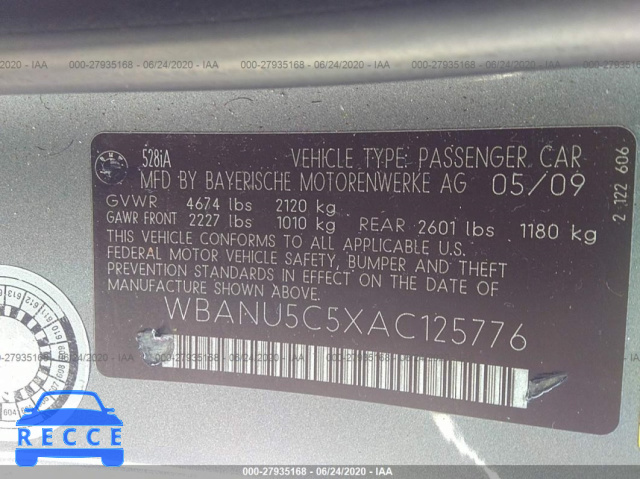 000-27935168 - 06/24/2020 - IAA
528iA
VEHICLE TYPE: PASSENGER CAR
MFD BY BAYERISCHE MOTORENWERKE AG 05/09
GVWR 4674 lbs 2120 kg
GAWR FRONT 2227 lbs 1010 kg REAR 2601 lbs 1180 kg
THIS VEHICLE CONFORMS TO ALL APPLICABLE U.S.
FEDERAL MOTOR VEHICLE SAFETY, BUMPER AND THEFT
PREVENTION STANDARDS IN EFFECT ON THE DATE OF
MANUFACTURE SHOWN ABOVE.
WBANU5C5XAC125776
2 122 606
RECCE
000-27935168 - 06/24/2020 - IAA